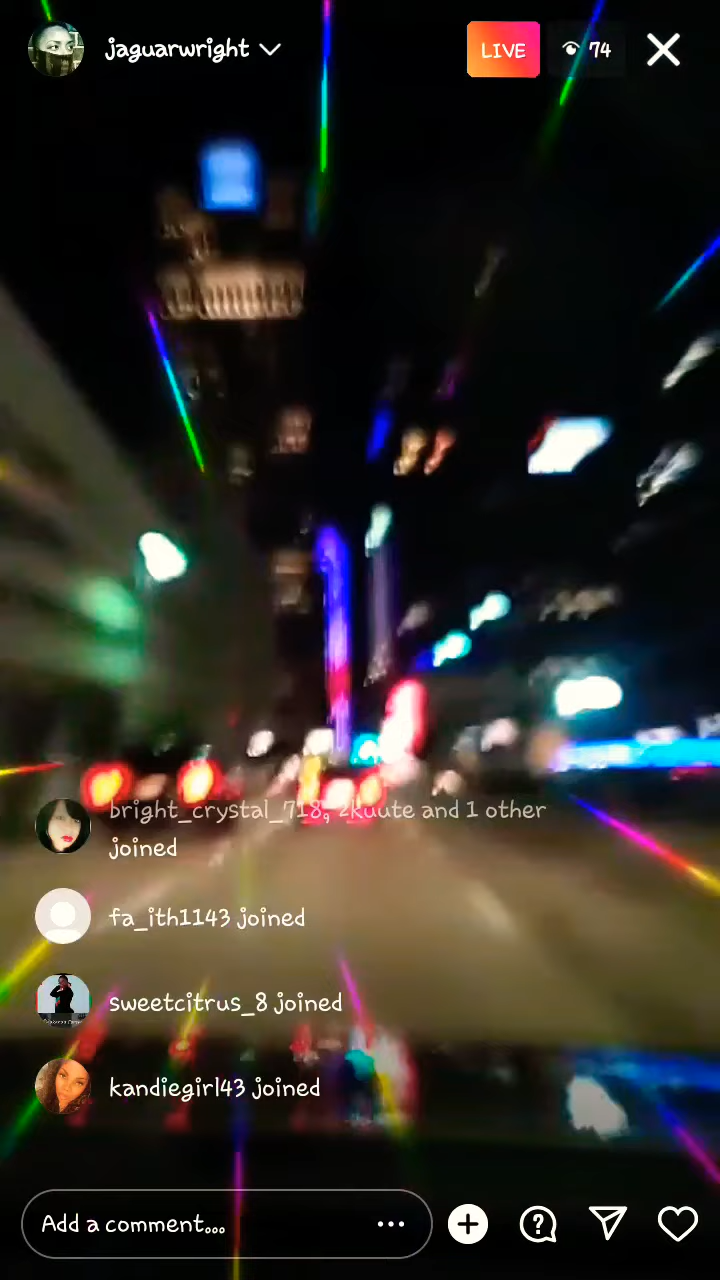 jaguarwright
LIVE
74
bright_crystal_718, 2kuute and 1 other
joined
fa_ith1143 joined
sweetcitrus_8 joined
kandiegirl43 joined
Add a comment...